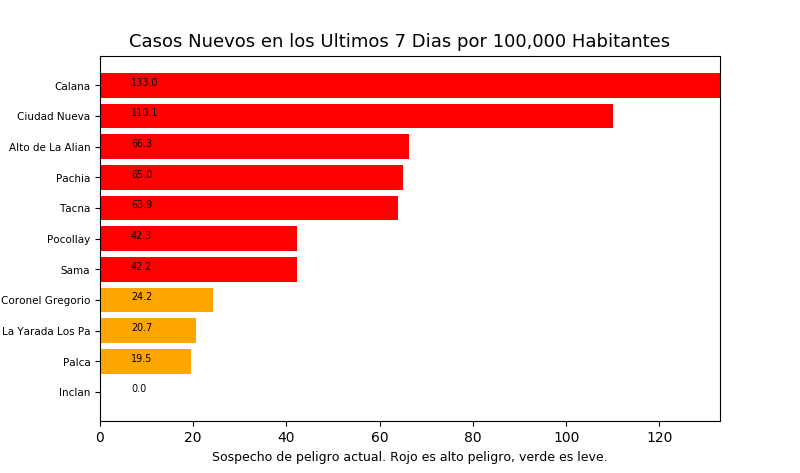 Casos Nuevos en los Ultimos 7 Dias por 100,000 Habitantes
Calana 133.0
Ciudad Nueva 110.1
Alto de La Alian 66.3
Pachia 65.0
Tacna 63.9
Pocollay 42.3
Sama 42.2
Coronel Gregorio 24.2
La Yarada Los Pa 20.7
Palca 19.5
Inclan 0.0
0 20 40 60 80 100 120
Sospecho de peligro actual. Rojo es alto peligro, verde es leve.